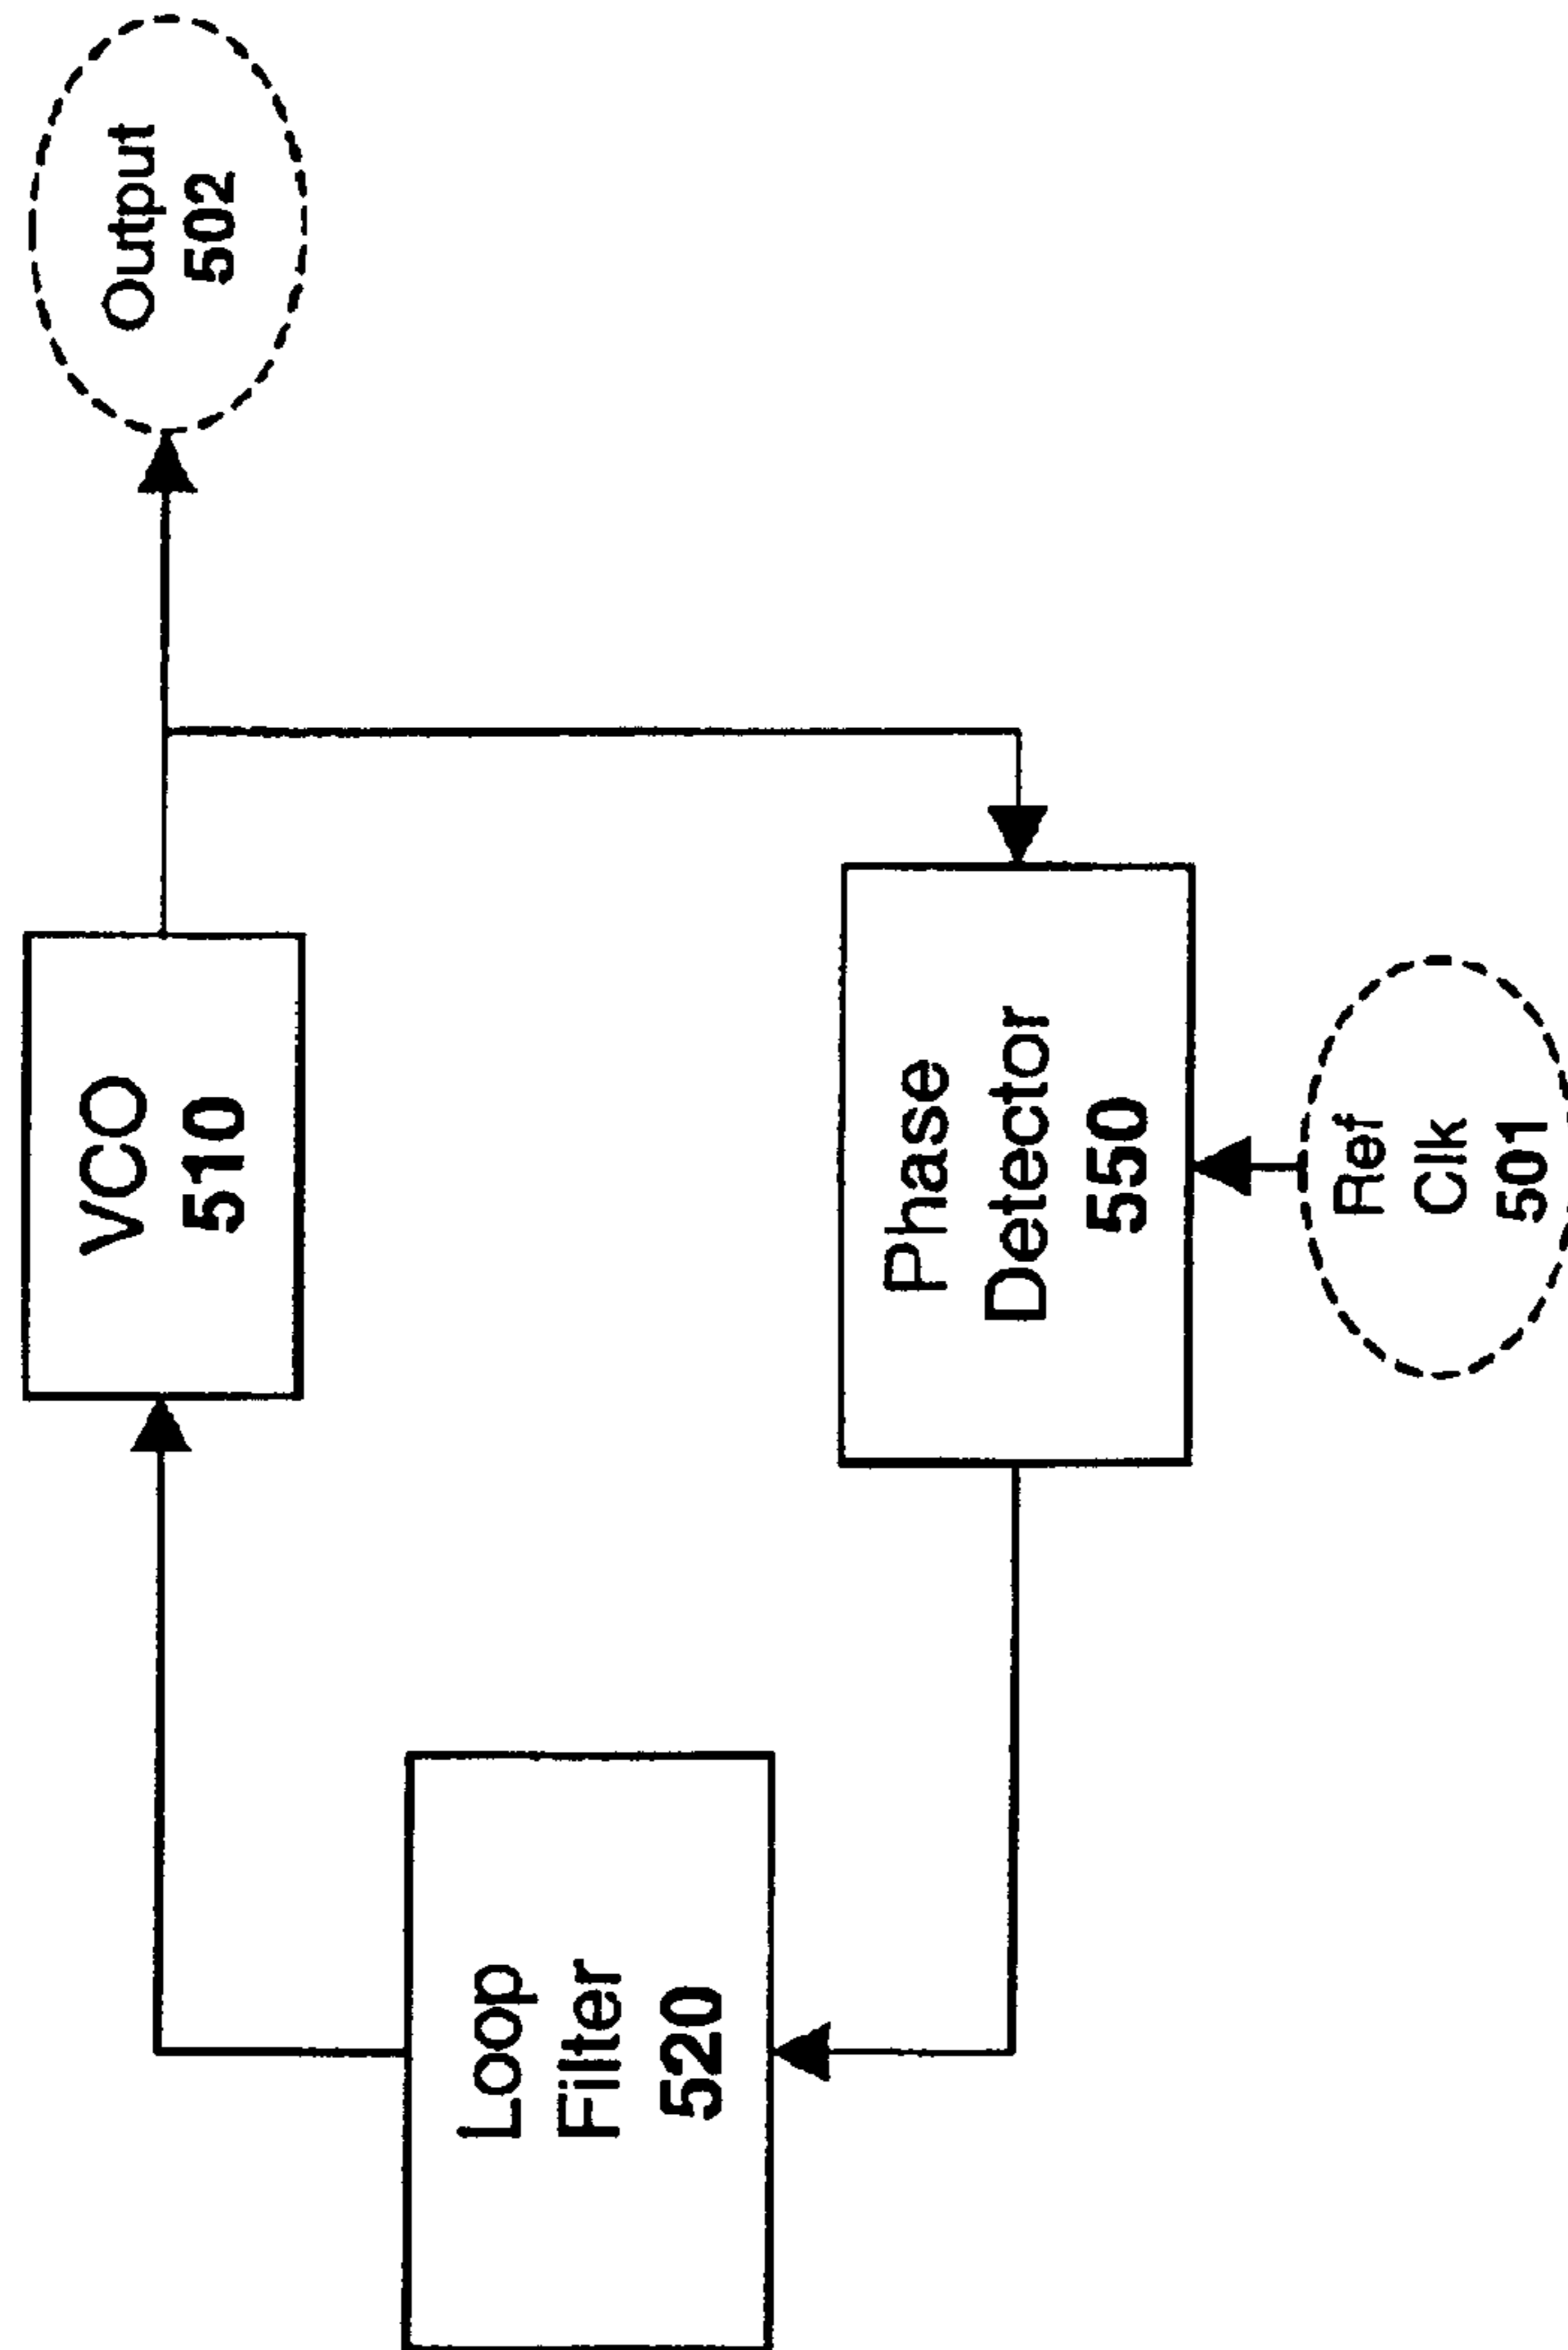 VCO
510
Output
502
Loop
Filter
520
Phase
Detector
550
Ref
Clk
501